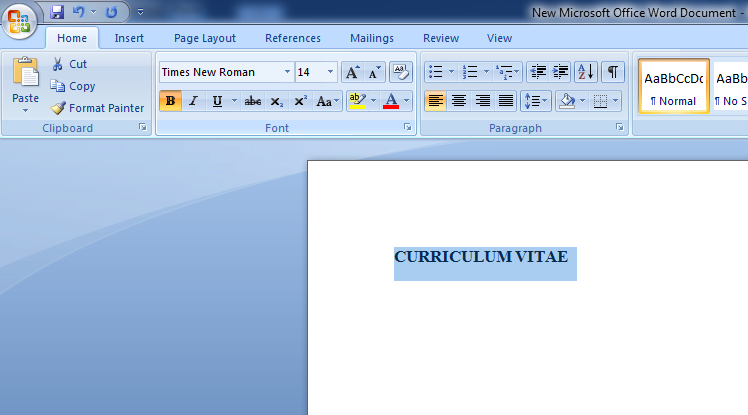 New Microsoft Office Word Document -
Home Insert Page Layout References Mailings Review View
Paste
Cut
Copy
Format Painter
Clipboard
Times New Roman 14
B I U abc X₂ X² Aa
Font
Paragraph
AaBbCcDc AaBb
¶ Normal ¶ No S
CURRICULUM VITAE